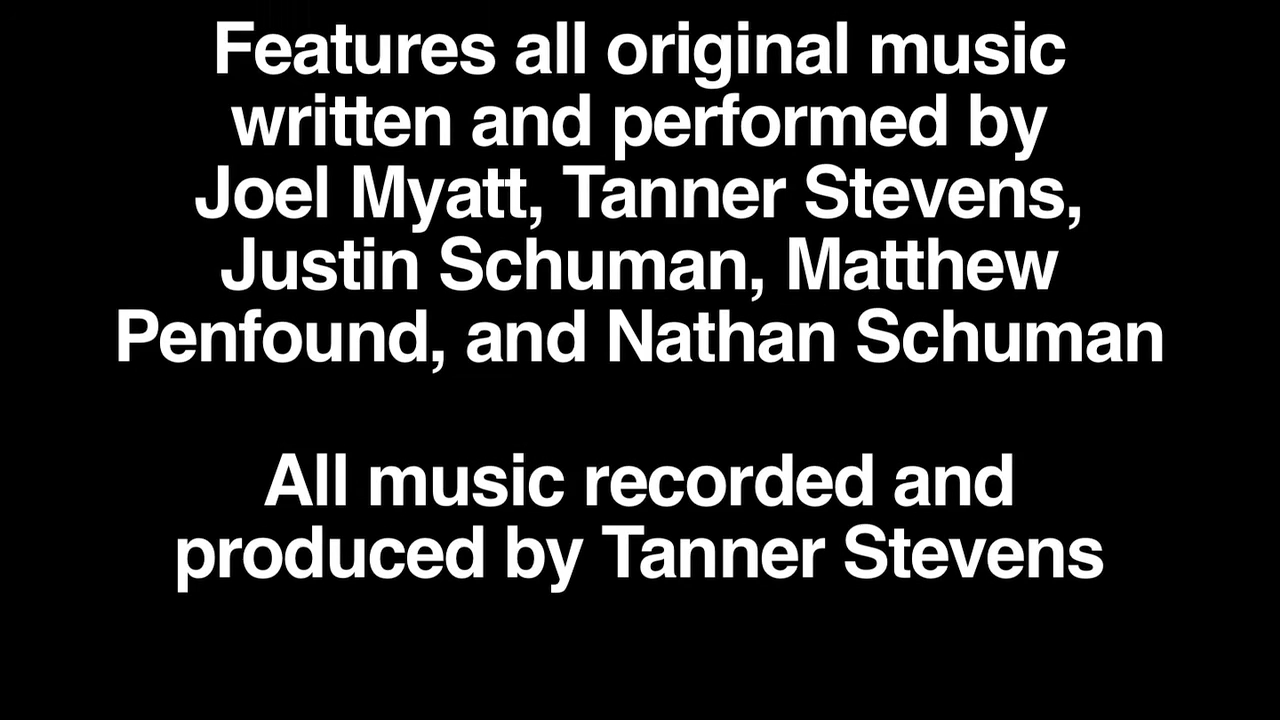 Features all original music
written and performed by
Joel Myatt, Tanner Stevens,
Justin Schuman, Matthew
Penfound, and Nathan Schuman
All music recorded and
produced by Tanner Stevens